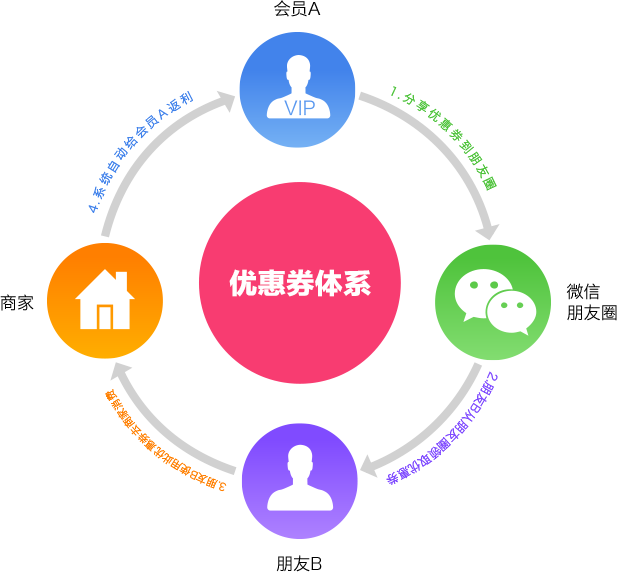 会员A
VIP
1.分享优惠券到朋友圈
4.系统自动给会员A返利
优惠券体系
商家
微信
朋友圈
2.朋友B从朋友圈领取优惠券
3.朋友B使用此优惠券去商家消费
朋友B